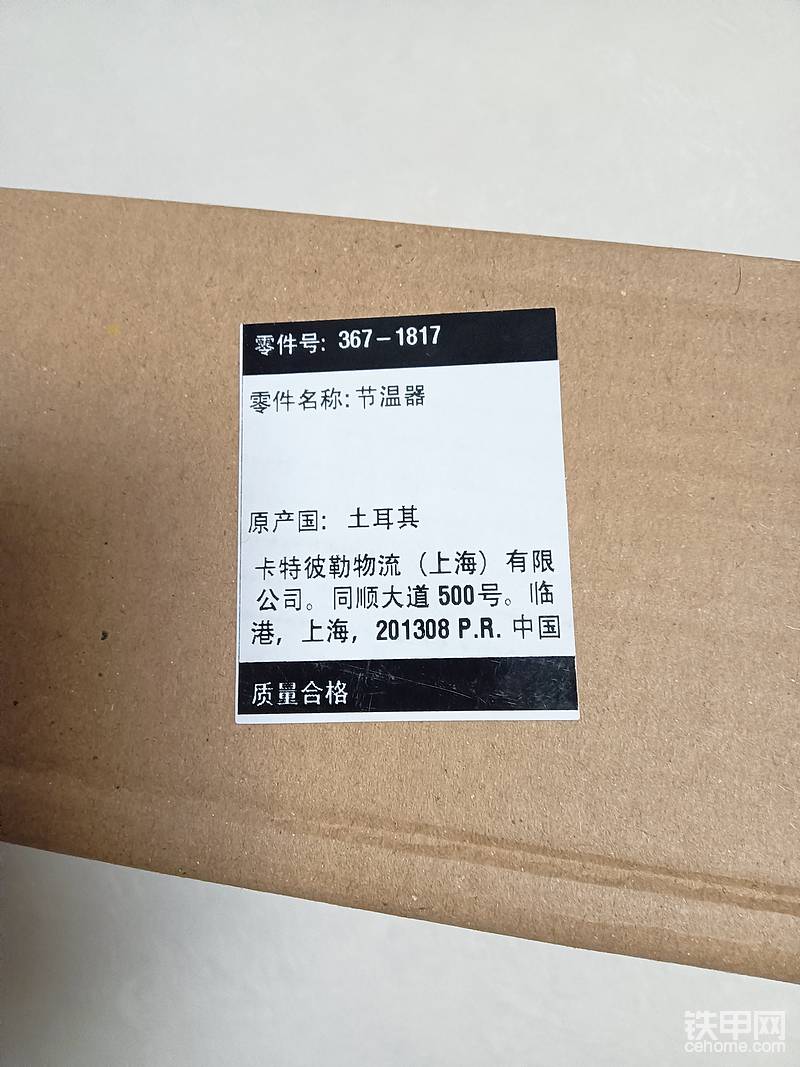 零件号: 367-1817
零件名称:节温器
原产国: 土耳其
卡特彼勒物流（上海）有限
公司。同顺大道 500号。临
港, 上海, 201308 P.R. 中国
质量合格
铁甲网
cehome.com